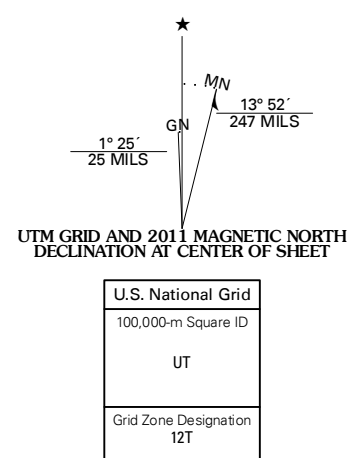 MN
13° 52´
247 MILS
GN
1° 25´
25 MILS
UTM GRID AND 2011 MAGNETIC NORTH
DECLINATION AT CENTER OF SHEET
U.S. National Grid
100,000-m Square ID
UT
Grid Zone Designation
12T